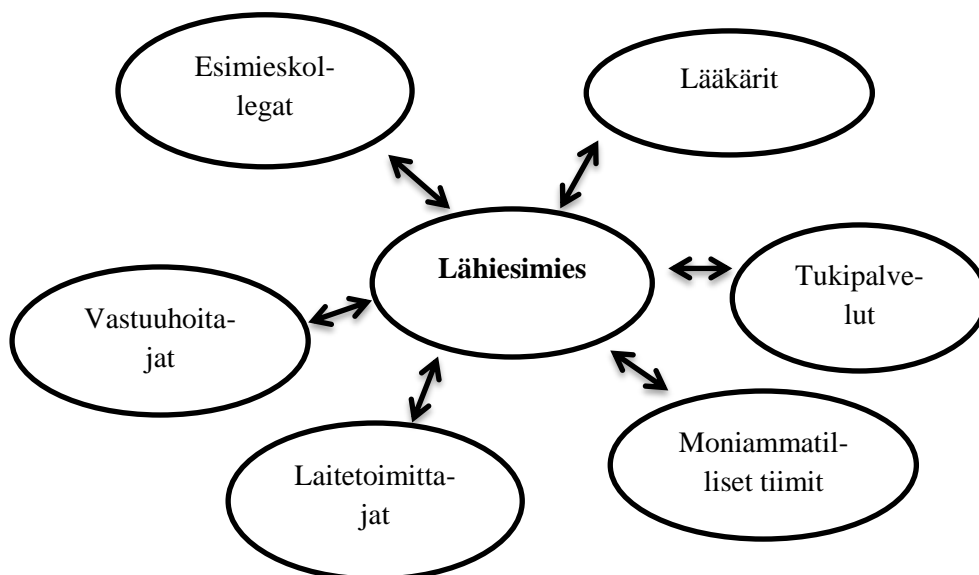 Esimieskol-
legat
Lääkärit
Lähiesimies
Tukipalve-
lut
Vastuuhoita-
jat
Moniammatil-
liset tiimit
Laitetoimitta-
jat